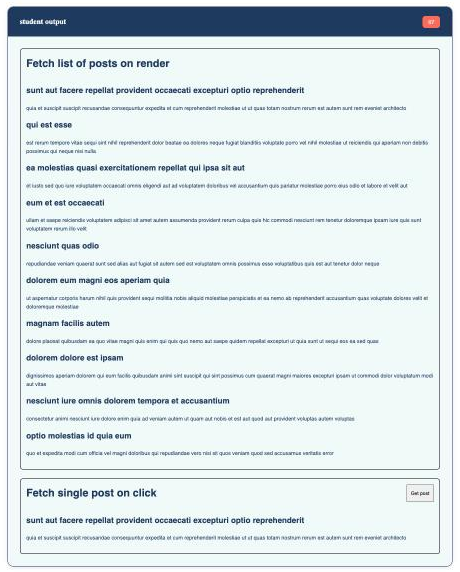 student output
07
Fetch list of posts on render
sunt aut facere repellat provident occaecati excepturi optio reprehenderit
quia et suscipit suscipit recusandae consequuntur expedita et cum reprehenderit molestiae ut ut quas totam nostrum rerum est autem sunt rem eveniet architecto
qui est esse
est rerum tempore vitae sequi sint nihil reprehenderit dolor beatae ea dolores neque fugiat blanditiis voluptate porro vel nihil molestiae ut reiciendis qui aperiam non debitis
possimus qui neque nisi nulla
ea molestias quasi exercitationem repellat qui ipsa sit aut
et iusto sed quo iure voluptatem occaecati omnis eligendi aut ad voluptatem doloribus vel accusantium quis pariatur molestiae porro eius odio et labore et velit aut
eum et est occaecati
ullam et saepe reiciendis voluptatem adipisci sit amet autem assumenda provident rerum culpa quis hic commodi nesciunt rem tenetur doloremque ipsam iure quis sunt
voluptatem rerum illo velit
nesciunt quas odio
repudiandae veniam quaerat sunt sed alias aut fugiat sit autem sed est voluptatem omnis possimus esse voluptatibus quis est aut tenetur dolor neque
dolorem eum magni eos aperiam quia
ut aspernatur corporis harum nihil quis provident sequi mollitia nobis aliquid molestiae perspiciatis et ea nemo ab reprehenderit accusantium quas voluptate dolores velit et
doloremque molestiae
magnam facilis autem
dolore placeat quibusdam ea quo vitae magni quis enim qui quis quo nemo aut saepe quidem repellat excepturi ut quia sunt ut sequi eos ea sed quas
dolorem dolore est ipsam
dignissimos aperiam dolorem qui eum facilis quibusdam animi sint suscipit qui sint possimus cum quaerat magni maiores excepturi ipsam ut commodi dolor voluptatum modi
aut vitae
nesciunt iure omnis dolorem tempora et accusantium
consectetur animi nesciunt iure dolore enim quia ad veniam autem ut quam aut nobis et est aut quod aut provident voluptas autem voluptas
optio molestias id quia eum
quo et expedita modi cum officia vel magni doloribus qui repudiandae vero nisi sit quos veniam quod sed accusamus veritatis error
Fetch single post on click
Get post
sunt aut facere repellat provident occaecati excepturi optio reprehenderit
quia et suscipit suscipit recusandae consequuntur expedita et cum reprehenderit molestiae ut ut quas totam nostrum rerum est autem sunt rem eveniet architecto